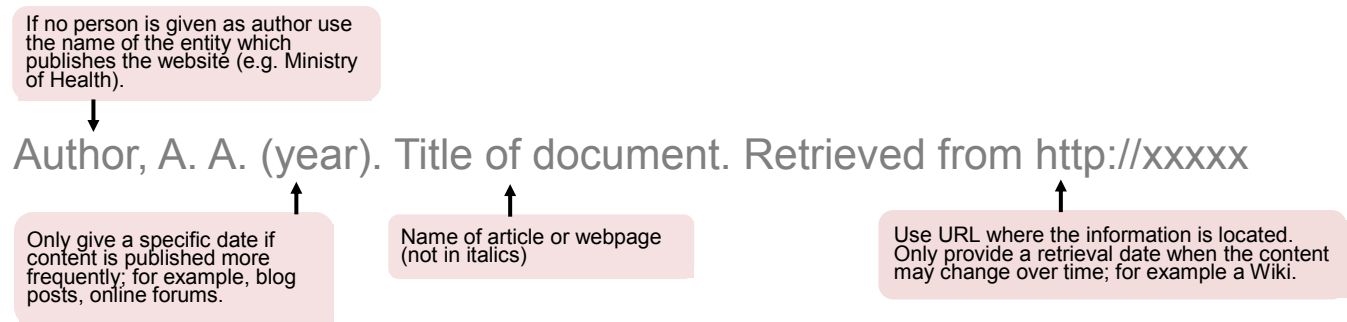 If no person is given as author use
the name of the entity which
publishes the website (e.g. Ministry
of Health).
Author, A. A. (year). Title of document. Retrieved from http://xxxxx
Only give a specific date if
content is published more
frequently; for example, blog
posts, online forums.
Name of article or webpage
(not in italics)
Use URL where the information is located.
Only provide a retrieval date when the content
may change over time; for example a Wiki.